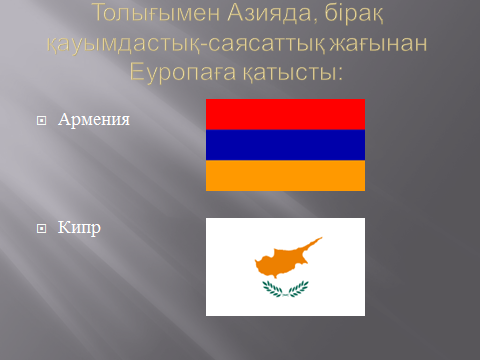 Толығымен Азияда, бірақ
қауымдастық-саясаттық жағынан
Еуропаға қатысты:
Армения
Кипр